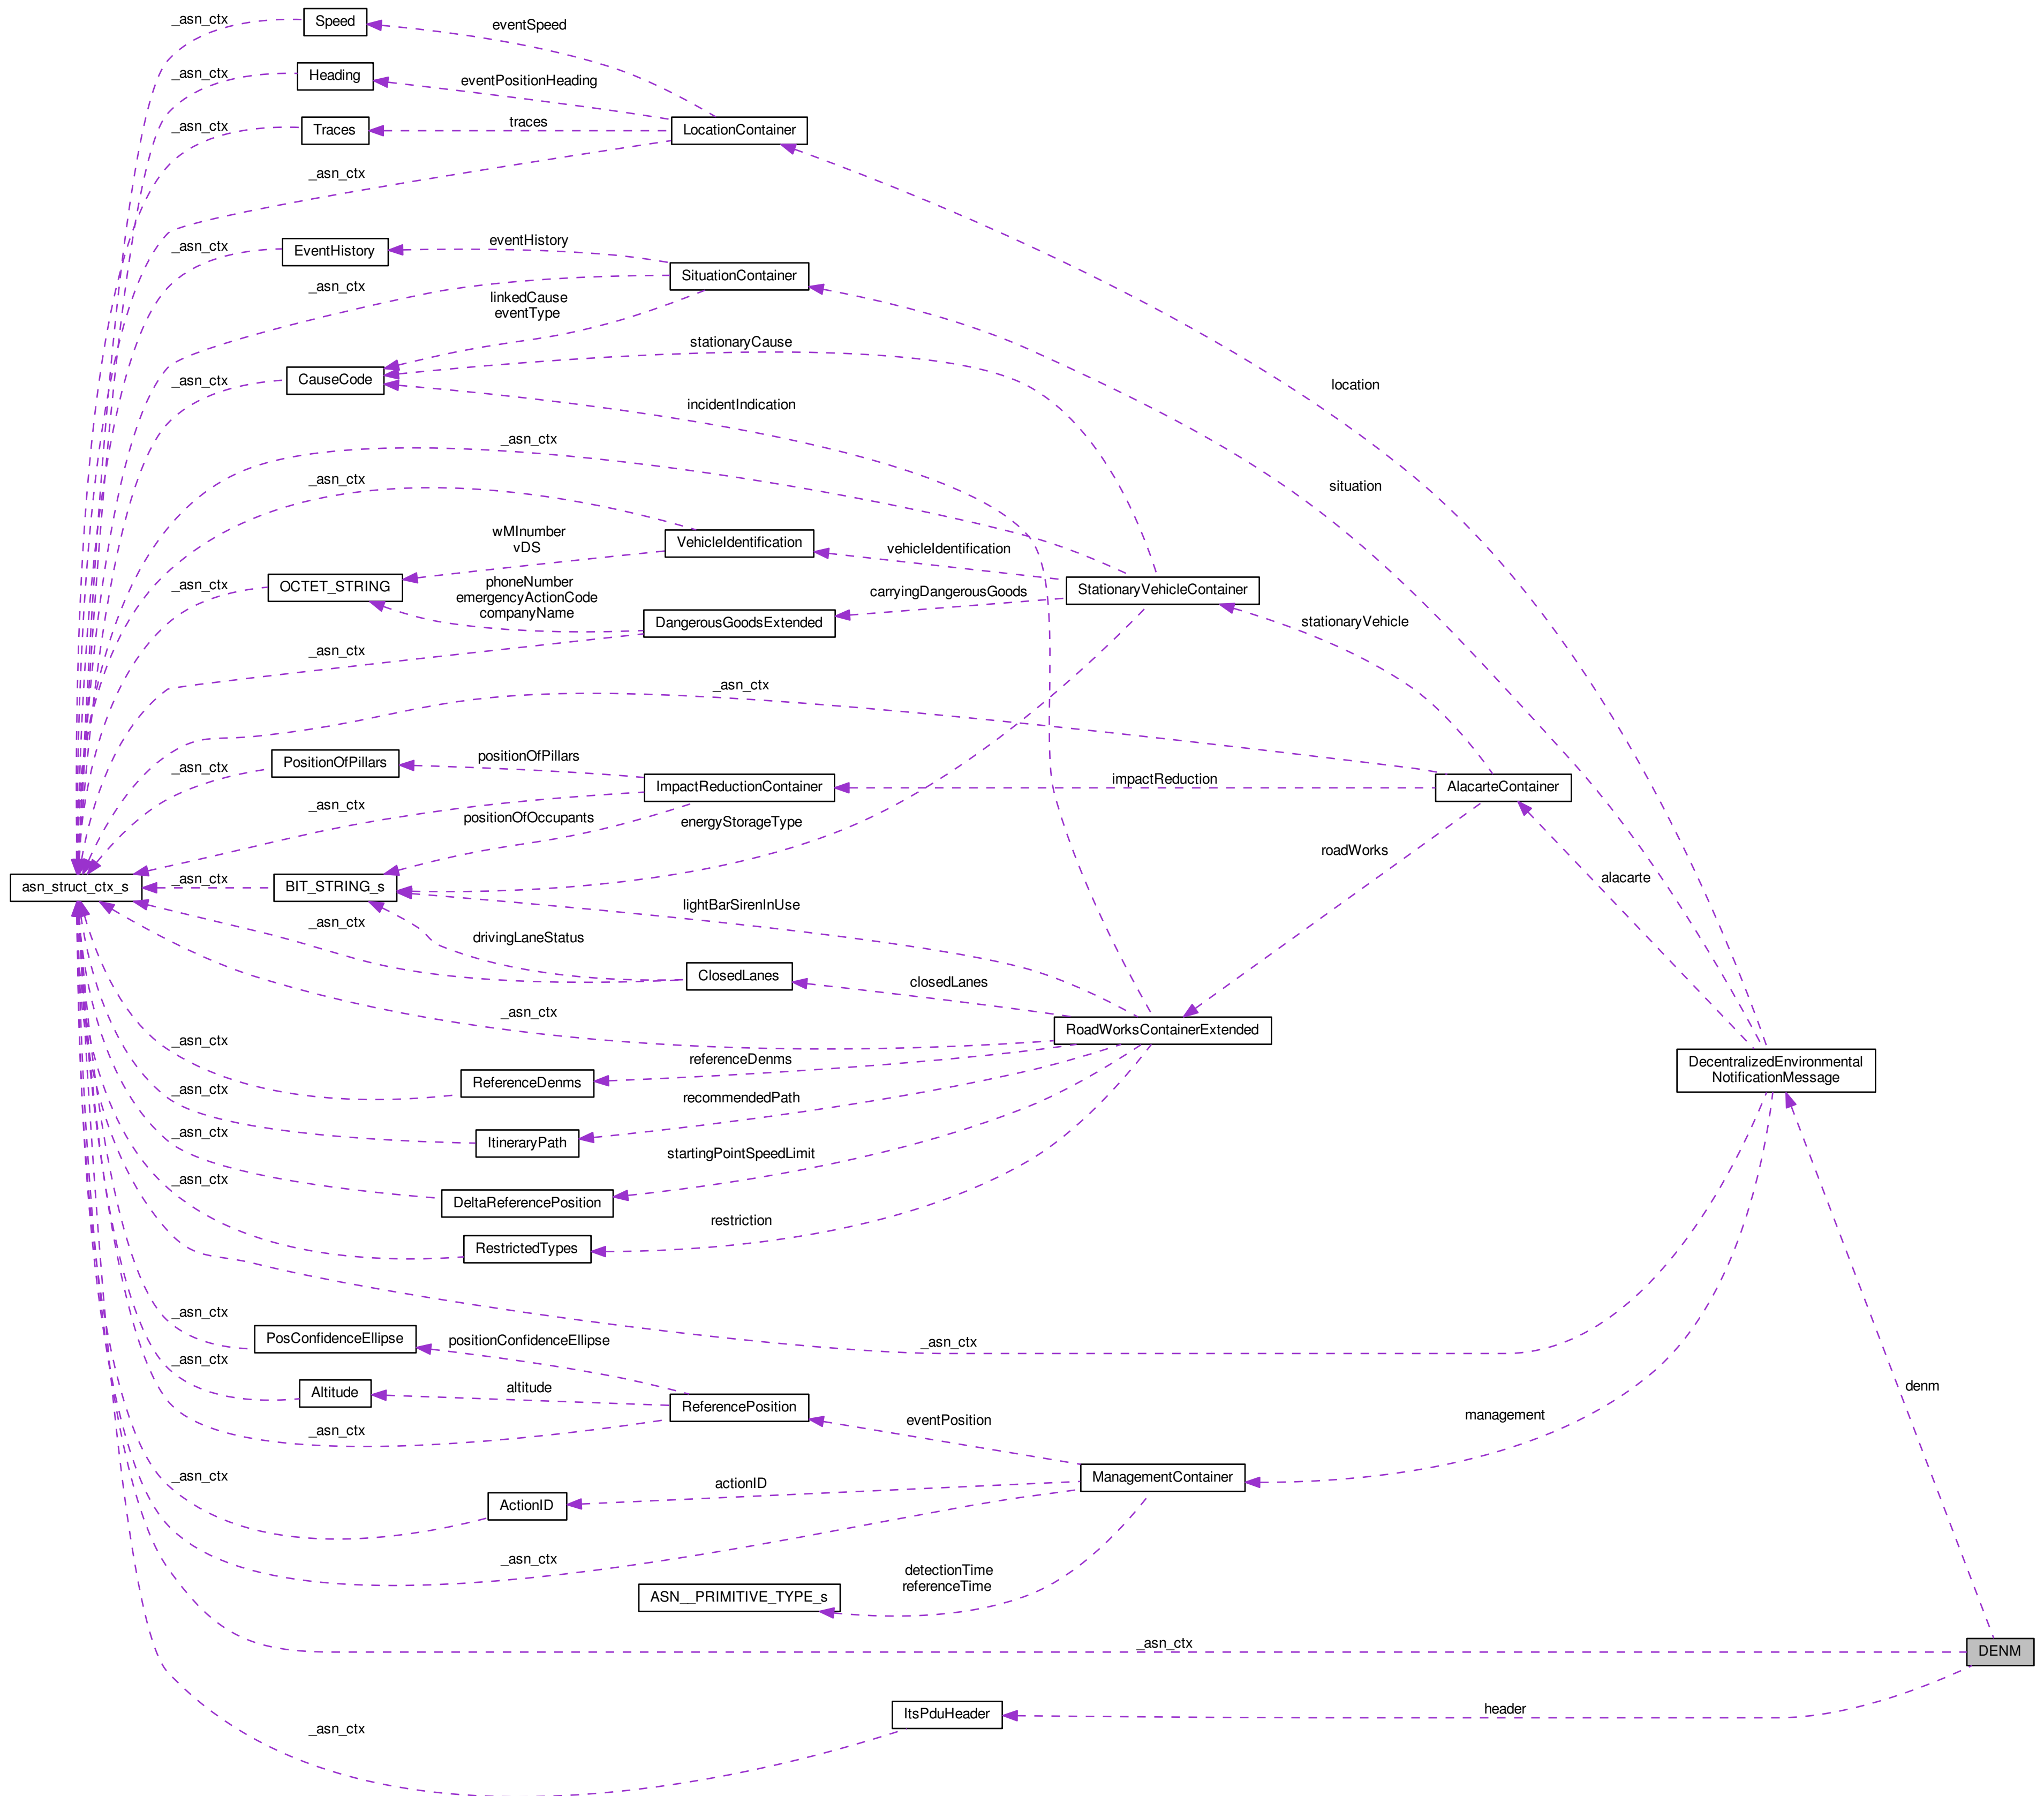 _asn_ctx
Speed
eventSpeed
_asn_ctx
Heading
eventPositionHeading
_asn_ctx
Traces
traces
LocationContainer
_asn_ctx
_asn_ctx
EventHistory
eventHistory
SituationContainer
_asn_ctx
linkedCause
eventType
stationaryCause
_asn_ctx
CauseCode
location
incidentIndication
_asn_ctx
_asn_ctx
situation
wMInumber
vDS
VehicleIdentification
vehicleIdentification
_asn_ctx
OCTET_STRING
phoneNumber
emergencyActionCode
companyName
carryingDangerousGoods
StationaryVehicleContainer
DangerousGoodsExtended
stationaryVehicle
_asn_ctx
_asn_ctx
_asn_ctx
PositionOfPillars
positionOfPillars
ImpactReductionContainer
impactReduction
AlacarteContainer
_asn_ctx
positionOfOccupants
energyStorageType
roadWorks
alacarte
asn_struct_ctx_s
_asn_ctx
BIT_STRING_s
lightBarSirenInUse
_asn_ctx
drivingLaneStatus
ClosedLanes
closedLanes
_asn_ctx
RoadWorksContainerExtended
_asn_ctx
referenceDenms
DecentralizedEnvironmental
NotificationMessage
ReferenceDenms
_asn_ctx
recommendedPath
_asn_ctx
ItineraryPath
startingPointSpeedLimit
_asn_ctx
DeltaReferencePosition
restriction
RestrictedTypes
_asn_ctx
PosConfidenceEllipse
positionConfidenceEllipse
_asn_ctx
_asn_ctx
Altitude
altitude
ReferencePosition
denm
_asn_ctx
eventPosition
management
_asn_ctx
actionID
ManagementContainer
ActionID
_asn_ctx
detectionTime
referenceTime
ASN__PRIMITIVE_TYPE_s
_asn_ctx
DENM
_asn_ctx
ItsPduHeader
header